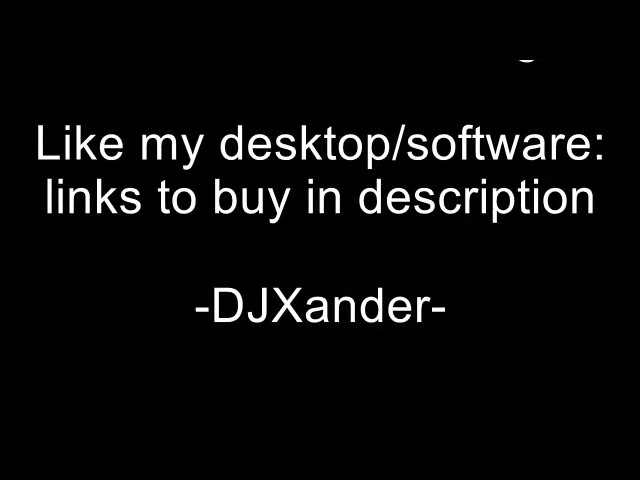 Like my desktop/software:
links to buy in description
-DJXander-